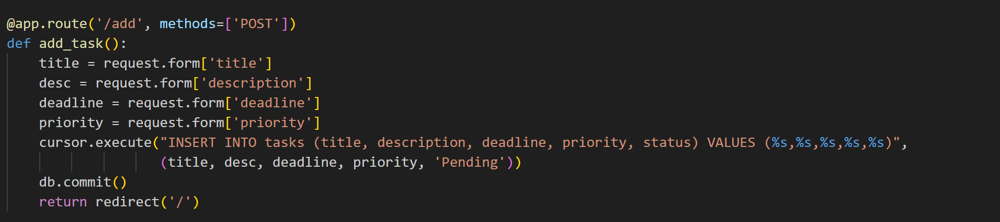 @app.route('/add', methods=['POST'])
def add_task():
    title = request.form['title']
    desc = request.form['description']
    deadline = request.form['deadline']
    priority = request.form['priority']
    cursor.execute("INSERT INTO tasks (title, description, deadline, priority, status) VALUES (%s,%s,%s,%s,%s)",
                   (title, desc, deadline, priority, 'Pending'))
    db.commit()
    return redirect('/')